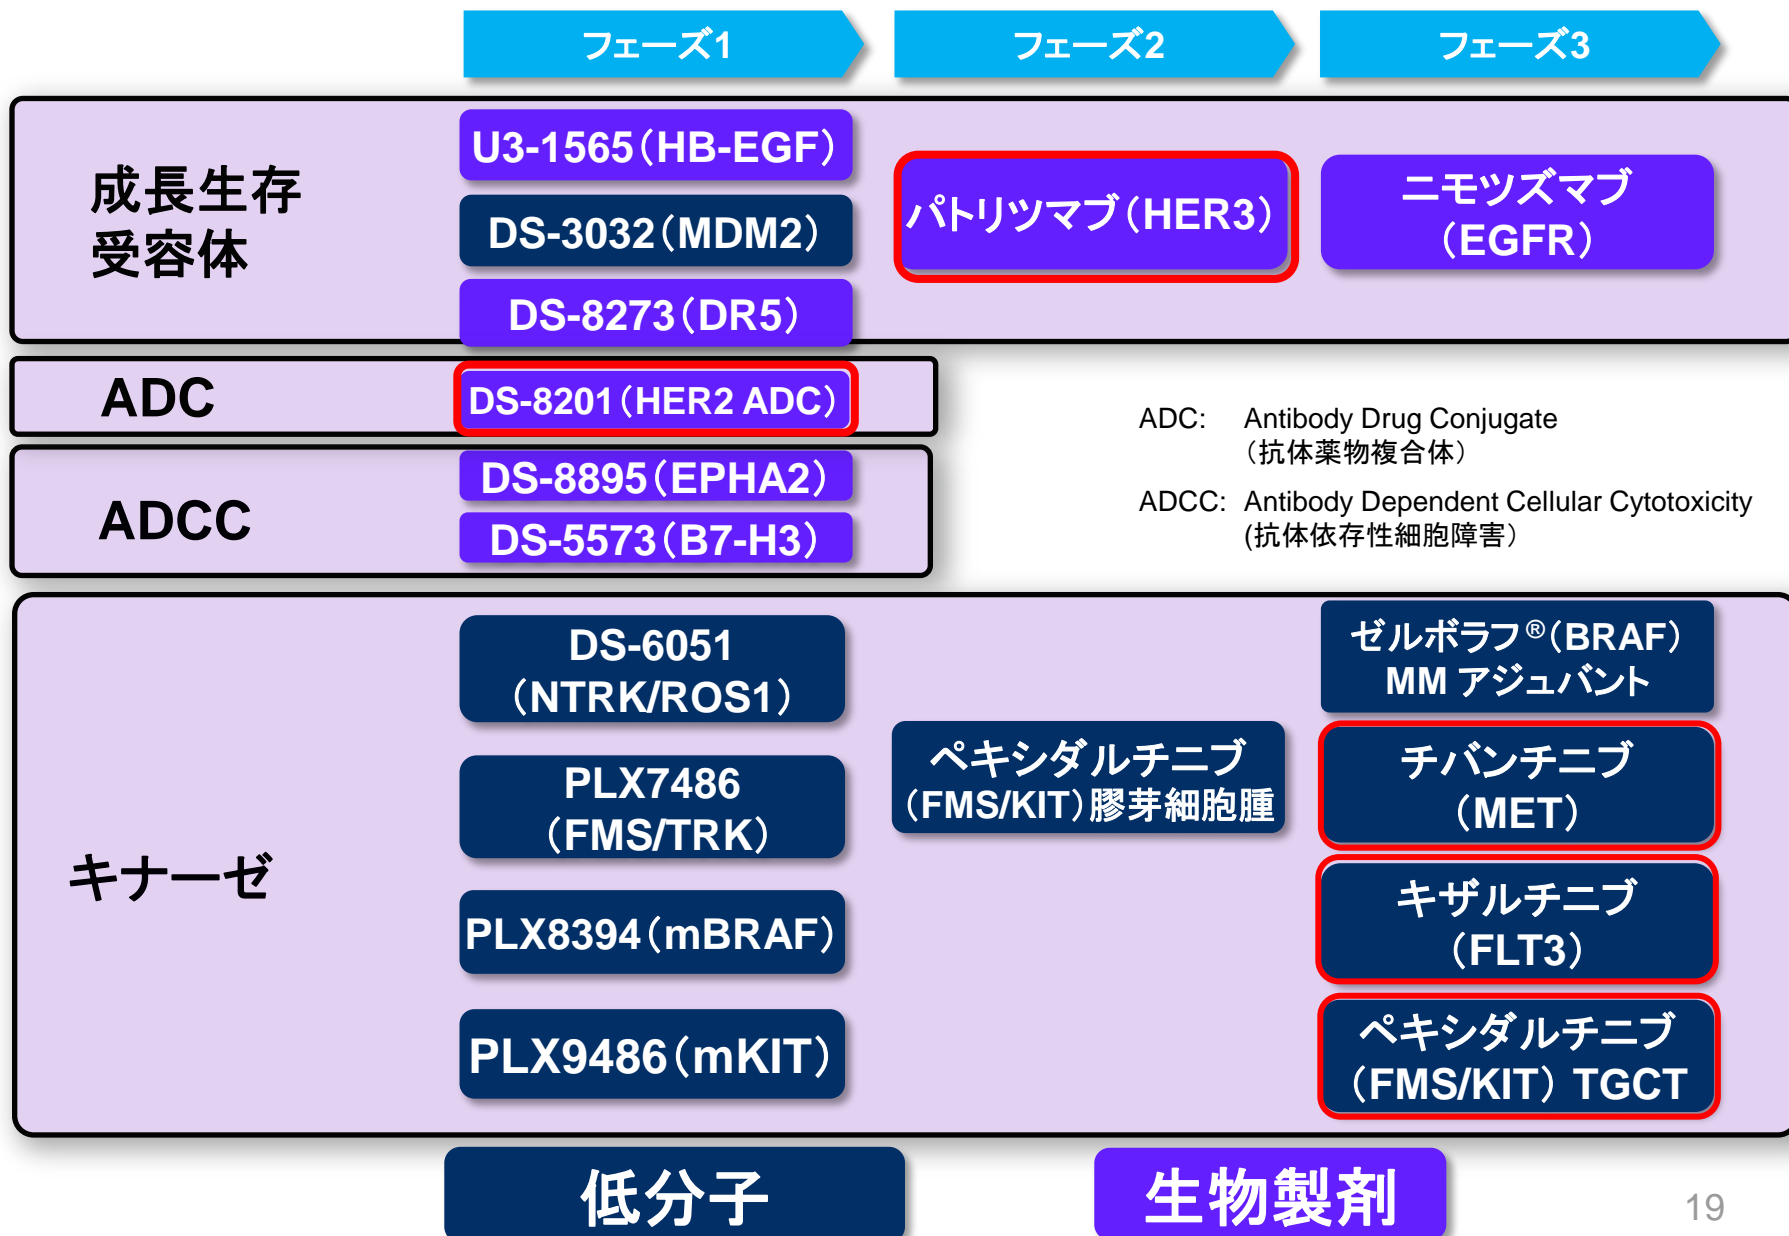 フェーズ1
フェーズ2
フェーズ3
成長生存
受容体
U3-1565（HB-EGF）
DS-3032（MDM2）
DS-8273（DR5）
パトリツマブ（HER3）
ニモツズマブ
（EGFR）
ADC
DS-8201（HER2 ADC）
ADCC
DS-8895（EPHA2）
DS-5573（B7-H3）
ADC: Antibody Drug Conjugate
（抗体薬物複合体）
ADCC: Antibody Dependent Cellular Cytotoxicity
(抗体依存性細胞障害）
キナーゼ
DS-6051
（NTRK/ROS1）
PLX7486
（FMS/TRK）
PLX8394（mBRAF）
PLX9486（mKIT）
ペキシダルチニブ
（FMS/KIT）膠芽細胞腫
ゼルボラフ®（BRAF）
MM アジュバント
チバンチニブ
（MET）
キザルチニブ
（FLT3）
ペキシダルチニブ
（FMS/KIT） TGCT
低分子
生物製剤
19